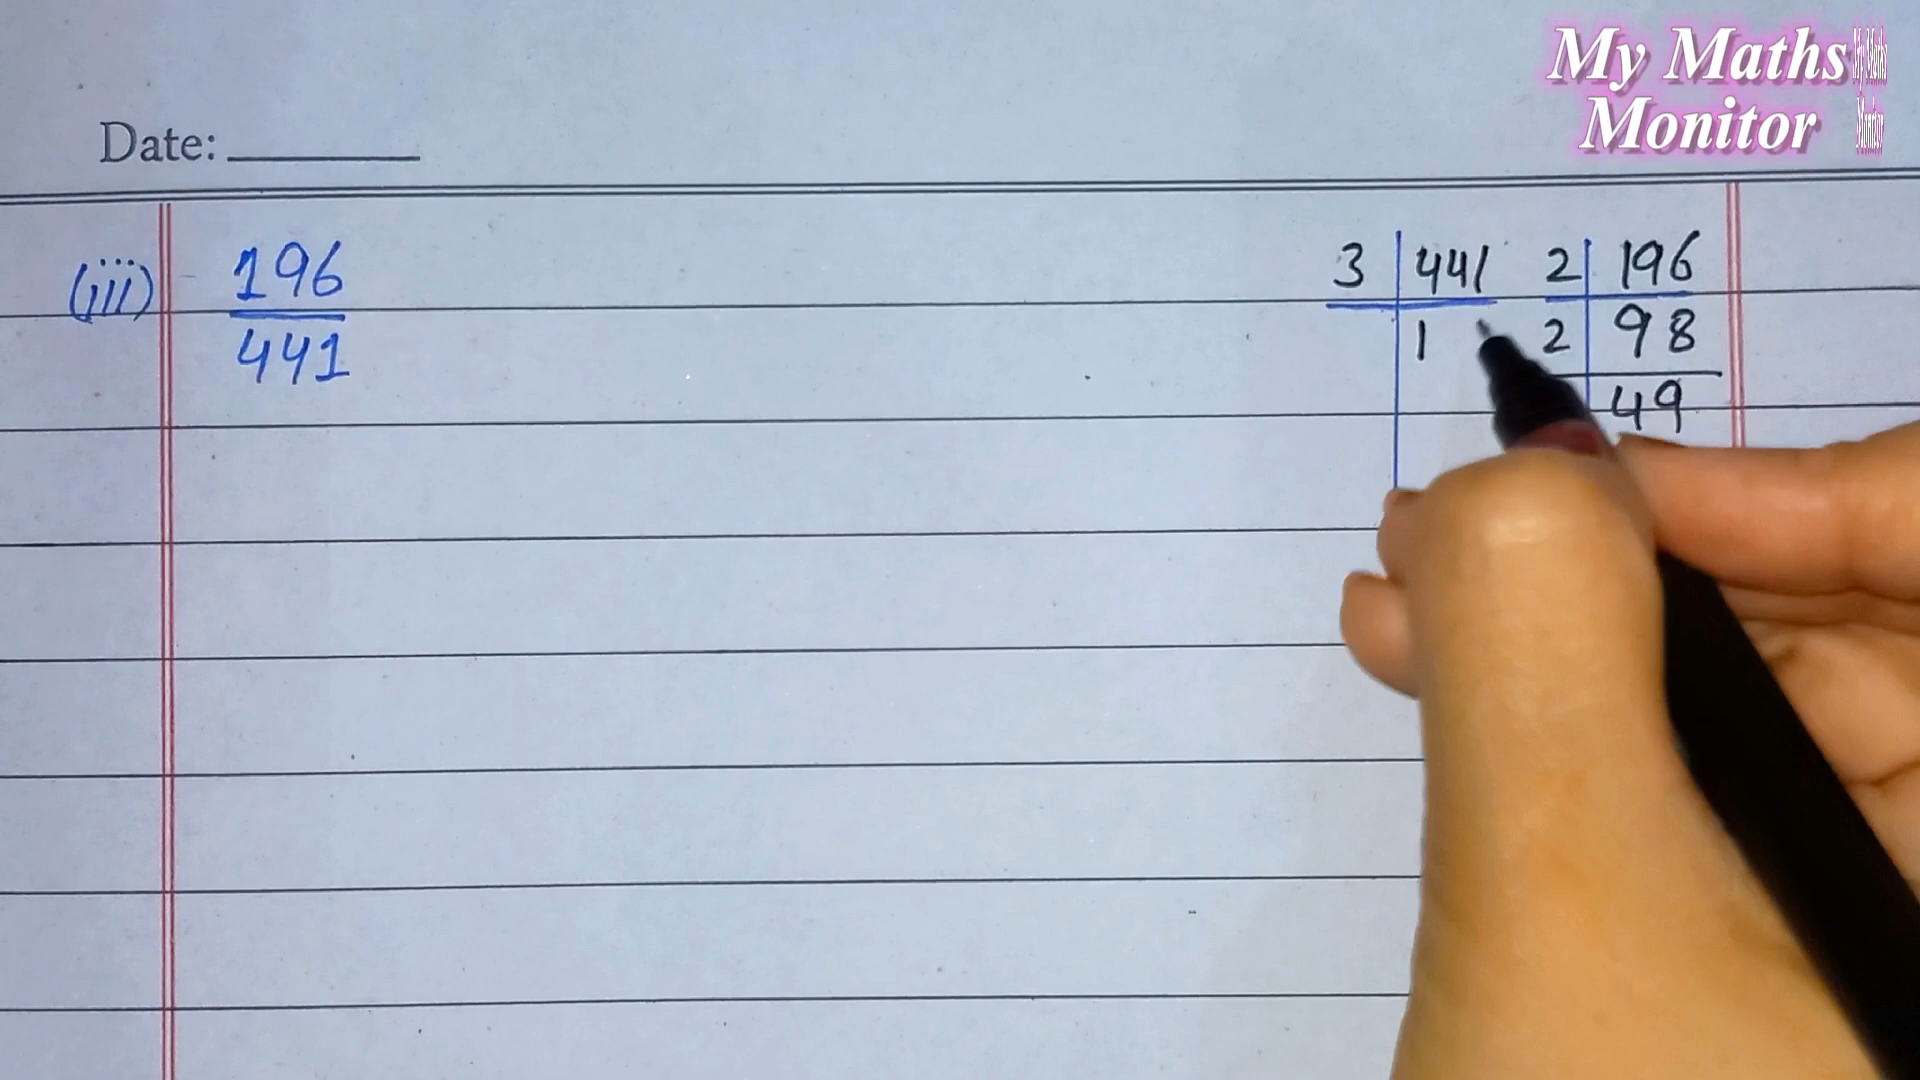 My Maths
Monitor
Date:
(iii) 196
441
3 441
1
2 196
2 98
49